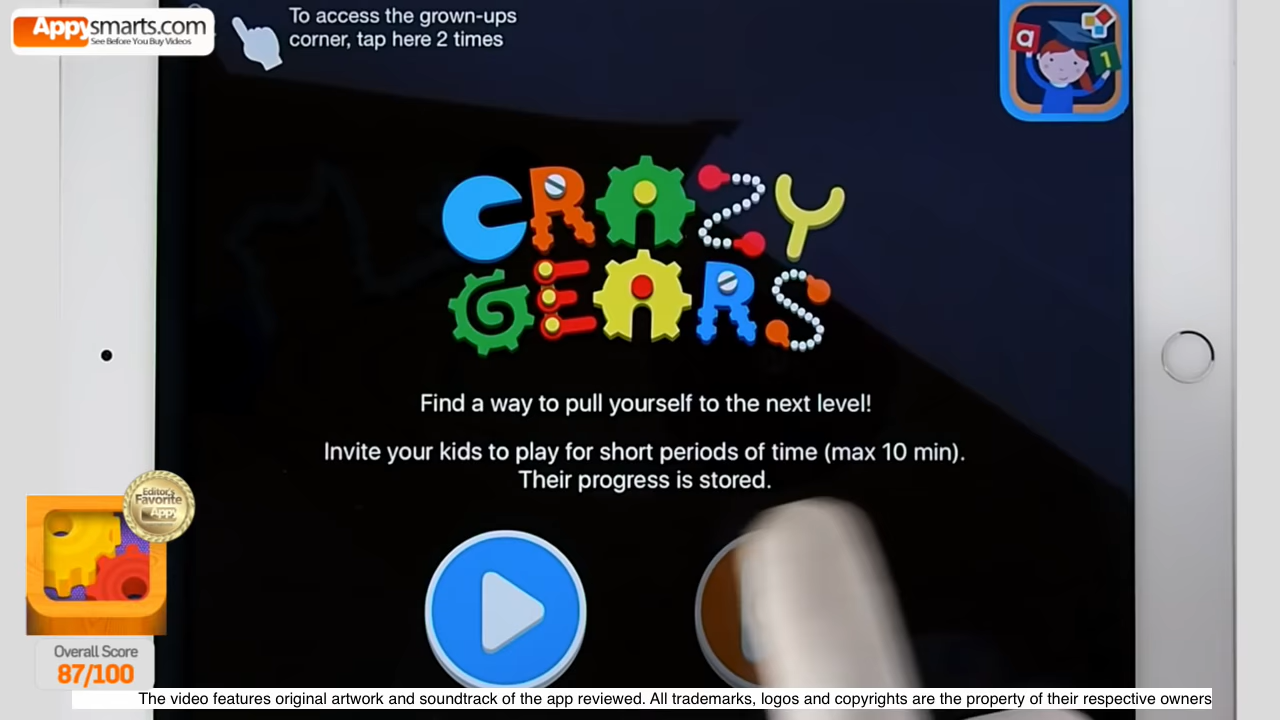 Appysmarts.com
See Before You Buy Videos
To access the grown-ups
corner, tap here 2 times
a
1
CRAZY
GEARS
Find a way to pull yourself to the next level!
Invite your kids to play for short periods of time (max 10 min).
Their progress is stored.
Editor's
Favorite
Appy
Overall Score
87/100
The video features original artwork and soundtrack of the app reviewed. All trademarks, logos and copyrights are the property of their respective owners